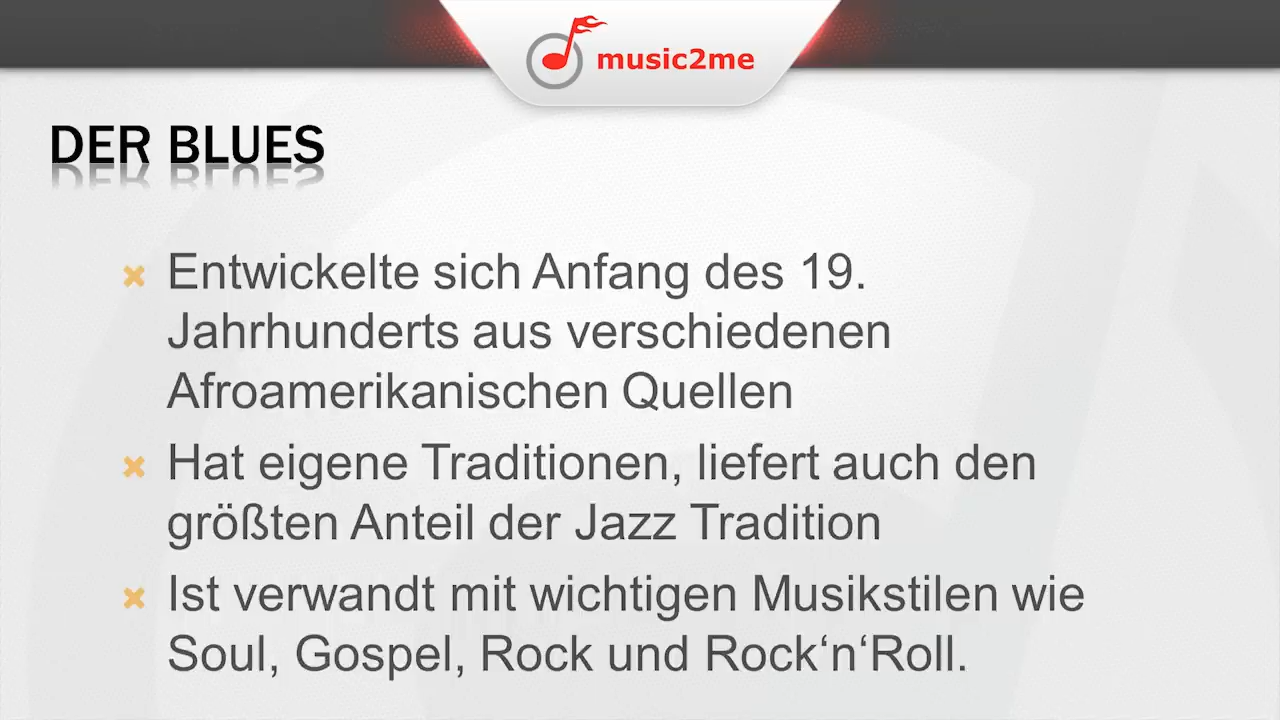 music2me
DER BLUES
Entwickelte sich Anfang des 19.
Jahrhunderts aus verschiedenen
Afroamerikanischen Quellen
Hat eigene Traditionen, liefert auch den
größten Anteil der Jazz Tradition
Ist verwandt mit wichtigen Musikstilen wie
Soul, Gospel, Rock und Rock‘n‘Roll.